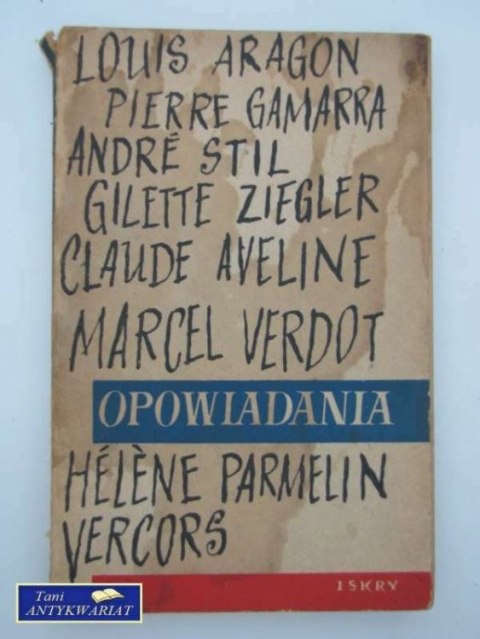 LOUIS ARAGON
PIERRE GAMARRA
ANDRÉ STIL
GILETTE ZIEGLER
CLAUDE AVELINE
MARCEL VERDOT
OPOWIADANIA
HÉLÈNE PARMELIN
VERCORS
ISKRY
Tani
ANTYKWARIAT